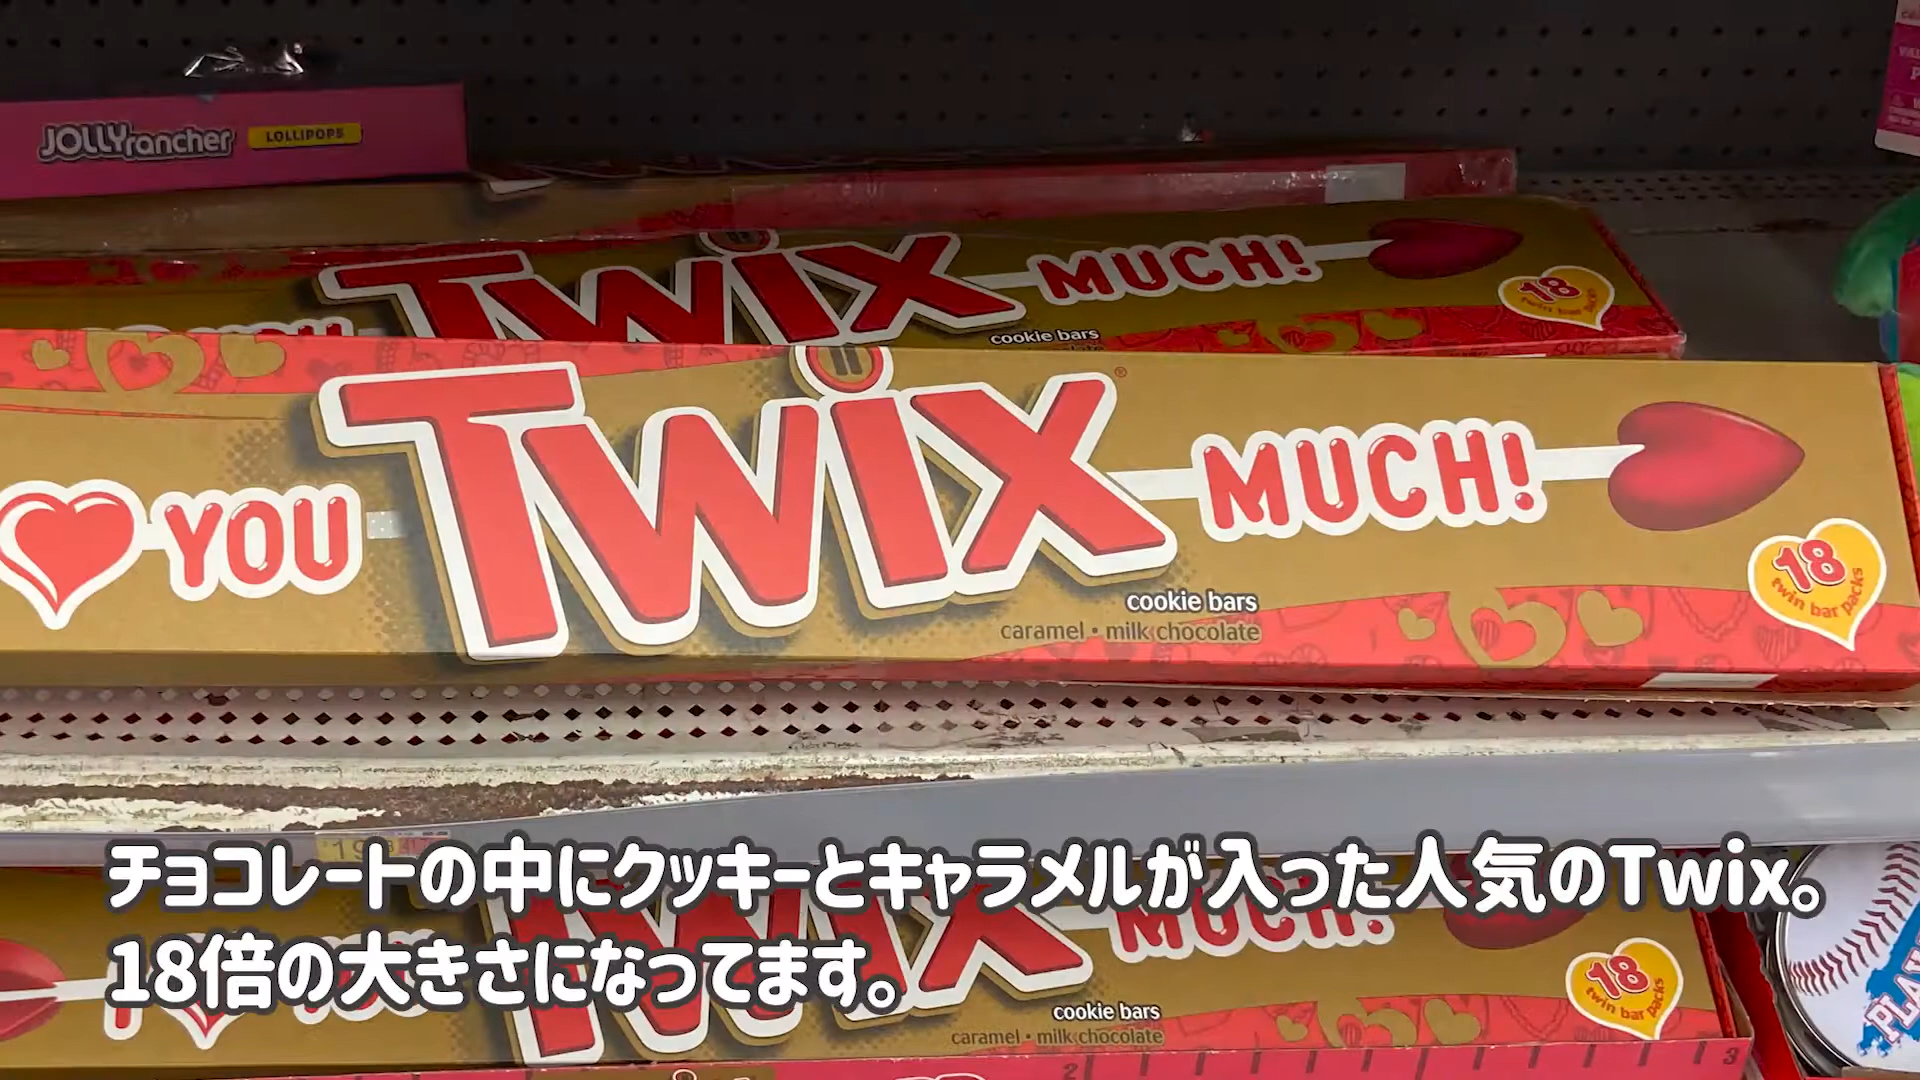 JOLLY rancher LOLLIPOPS
TWIX MUCH!
18
cookie bars
YOU TWIX MUCH!
18 twin bar packs
cookie bars
caramel • milk chocolate
チョコレートの中にクッキーとキャラメルが入った人気のTwix。
18倍の大きさになってます。
TWIX MUCH!
18 twin bar packs
cookie bars
caramel • milk chocolate
2
3